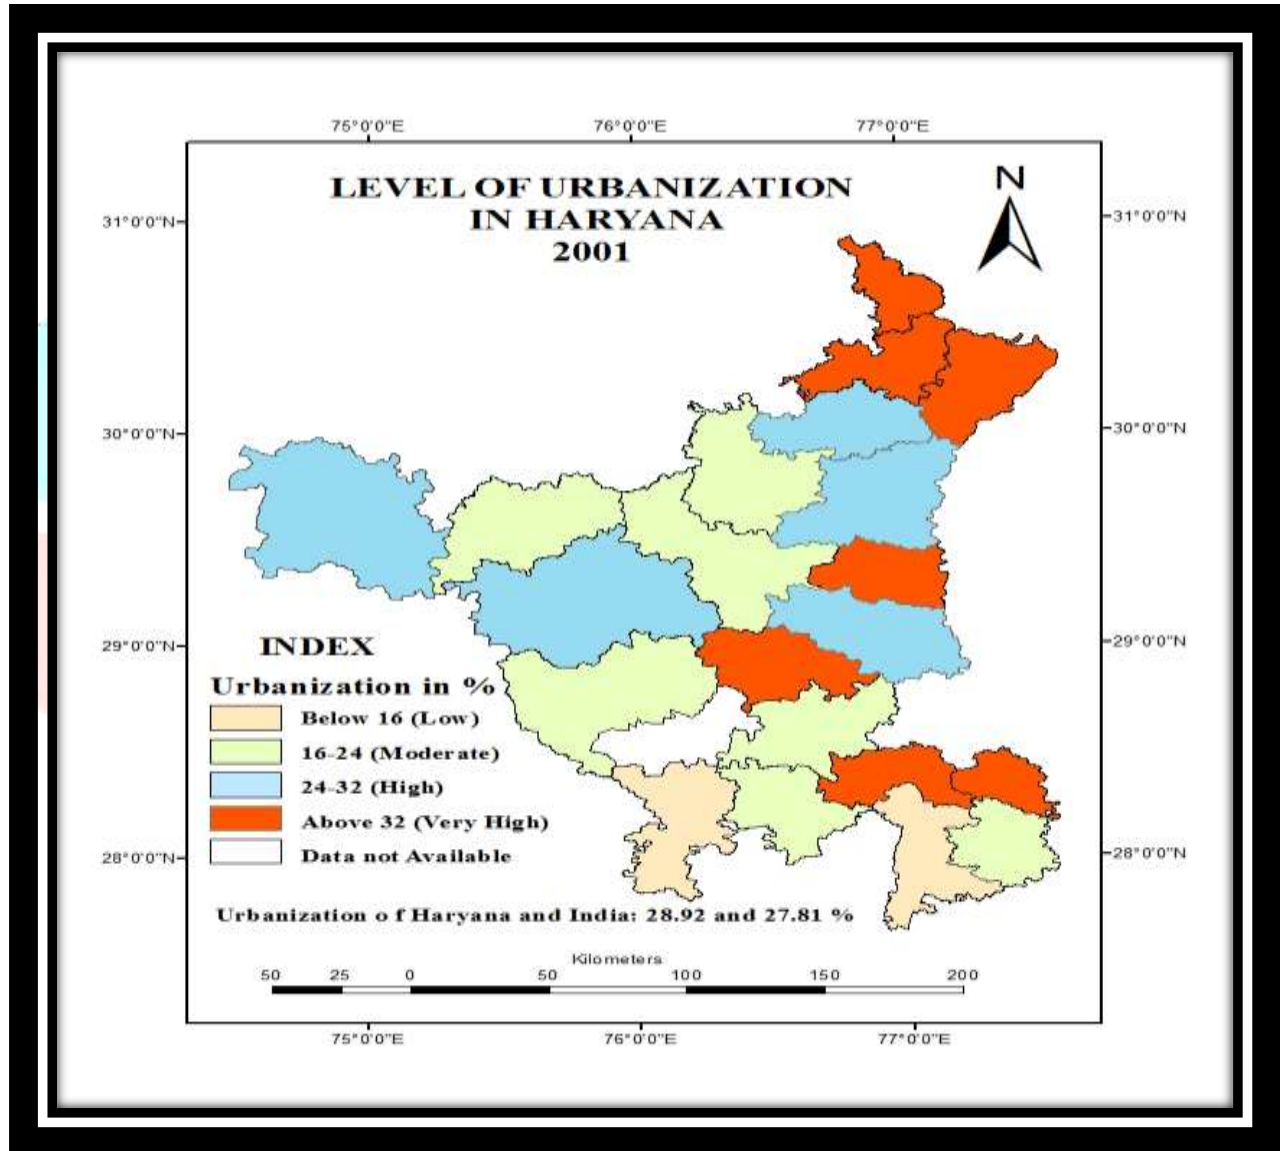 75°0'0"E 76°0'0"E 77°0'0"E
LEVEL OF URBANIZATION
IN HARYANA
2001
N
31°0'0"N 31°0'0"N
30°0'0"N 30°0'0"N
29°0'0"N 29°0'0"N
INDEX
Urbanization in %
Below 16 (Low)
16-24 (Moderate)
24-32 (High)
Above 32 (Very High)
Data not Available
28°0'0"N 28°0'0"N
Urbanization of Haryana and India: 28.92 and 27.81 %
Kilometers
50 25 0 50 100 150 200
75°0'0"E 76°0'0"E 77°0'0"E